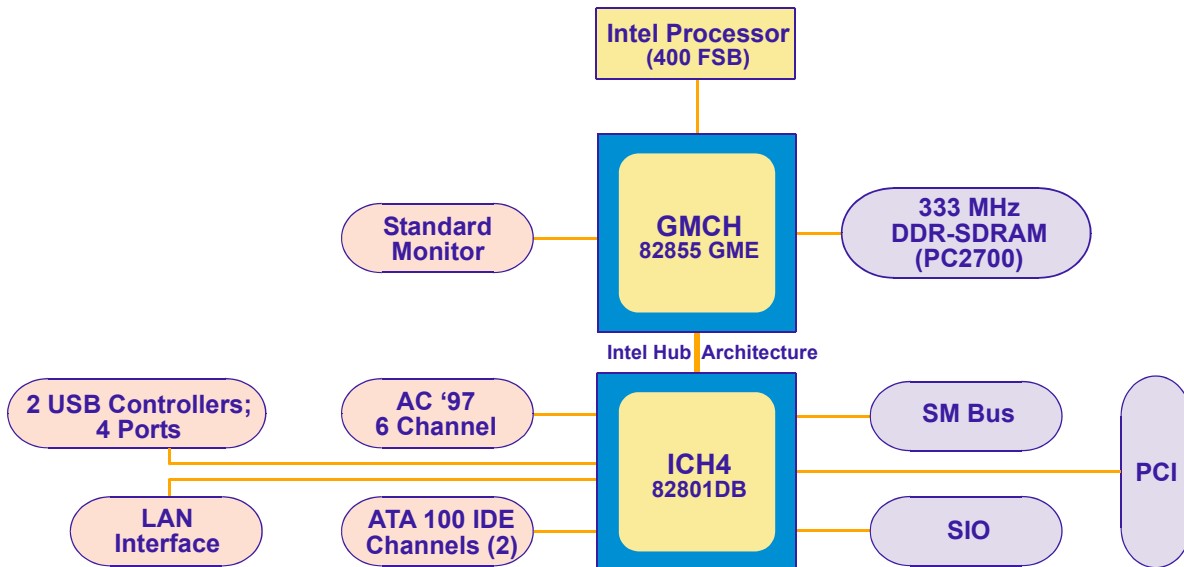 Intel Processor
(400 FSB)
GMCH
82855 GME
Standard
Monitor
333 MHz
DDR-SDRAM
(PC2700)
Intel Hub Architecture
2 USB Controllers;
4 Ports
AC ‘97
6 Channel
SM Bus
ICH4
82801DB
PCI
LAN
Interface
ATA 100 IDE
Channels (2)
SIO